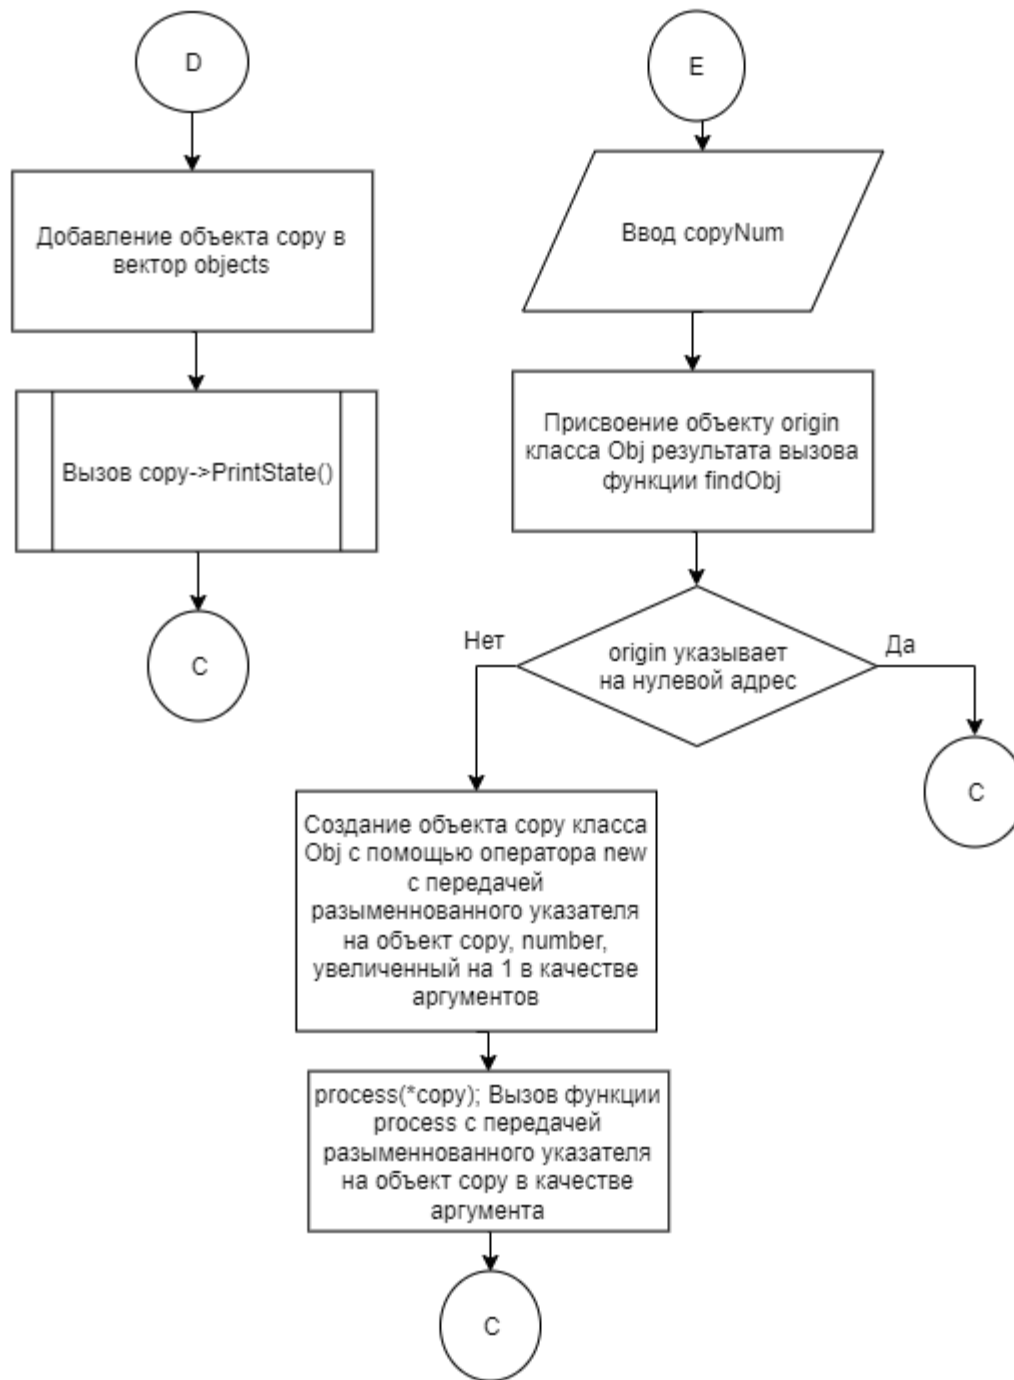 D
Добавление объекта copy в
вектор objects
Вызов copy->PrintState()
C
E
Ввод copyNum
Присвоение объекту origin
класса Obj результата вызова
функции findObj
Нет
origin указывает
на нулевой адрес
Да
C
Создание объекта copy класса
Obj с помощью оператора new
с передачей
разыменнованного указателя
на объект copy, number,
увеличенный на 1 в качестве
аргументов
process(*copy); Вызов функции
process с передачей
разыменнованного указателя
на объект copy в качестве
аргумента
C